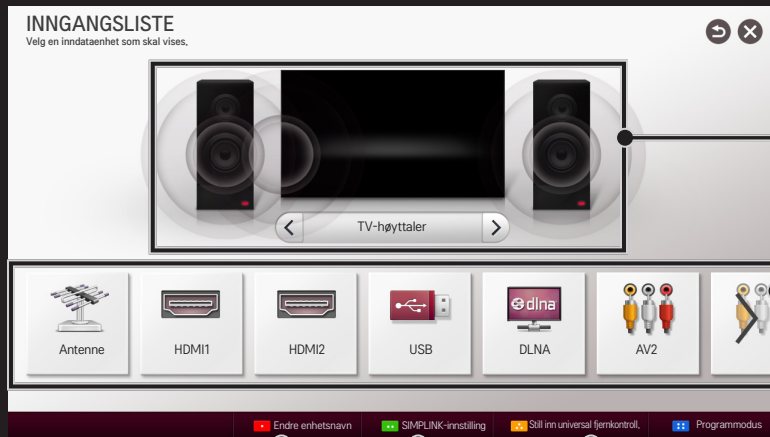 INNGANGSLISTE
Velg en inndataenhet som skal vises.
TV-høyttaler
dlna
Antenne
HDMI1
HDMI2
USB
DLNA
AV2
Endre enhetsnavn
SIMPLINK-innstilling
Still inn universal fjernkontroll.
Programmodus